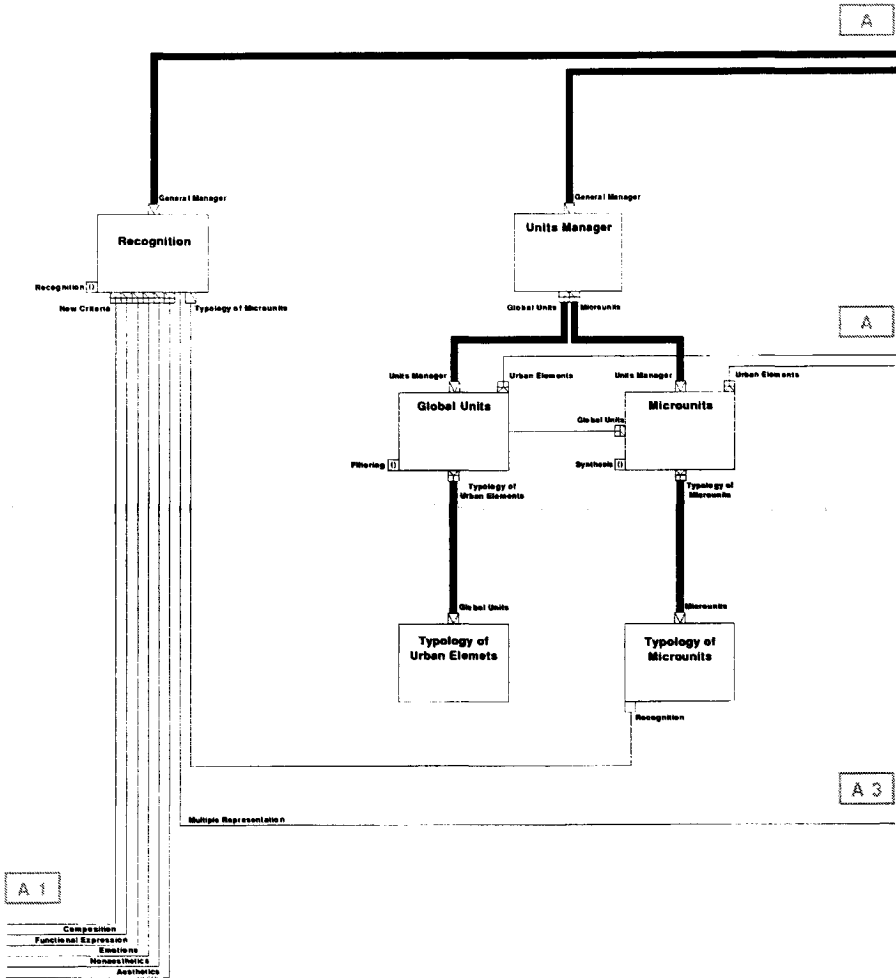 A
General Manager
General Manager
Recognition
Units Manager
Recognition ()
New Criteria
Typology of Microunits
Global Units
Microunits
A
Units Manager
Urban Elements
Units Manager
Urban Elements
Global Units
Microunits
Global Units
Filtering ()
Synthesis ()
Typology of
Urban Elements
Typology of
Microunits
Global Units
Microunits
Typology of
Urban Elemets
Typology of
Microunits
Recognition
A 3
Multiple Representation
A 1
Composition
Functional Expression
Emotions
Nonaesthetics
Aesthetics